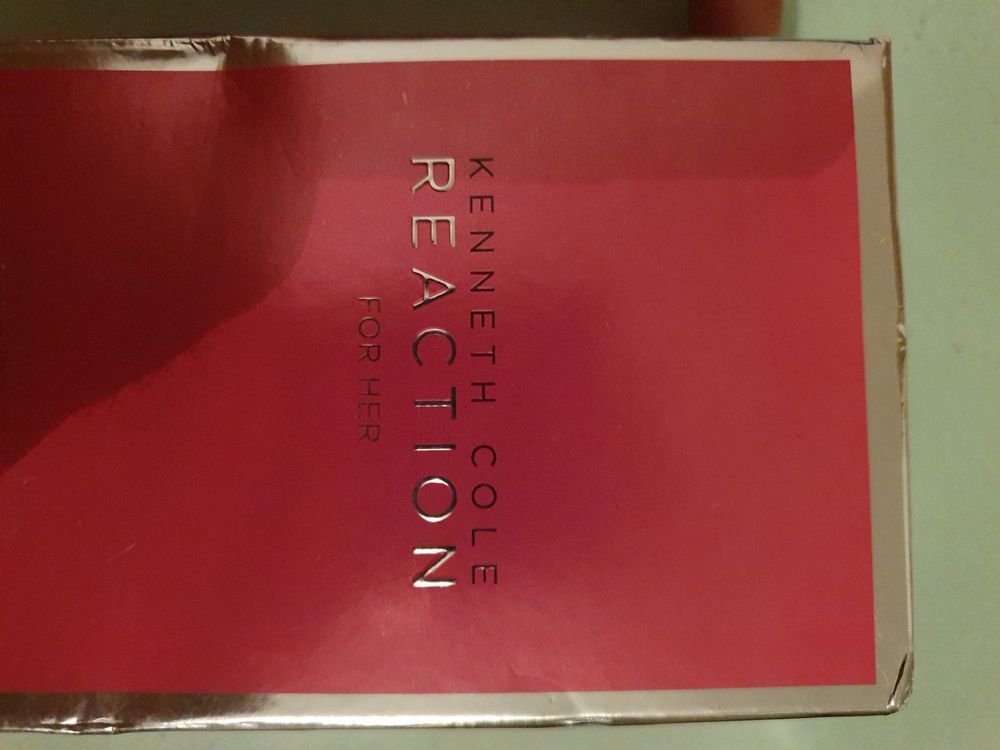 KENNETH COLE
REACTION
FOR HER